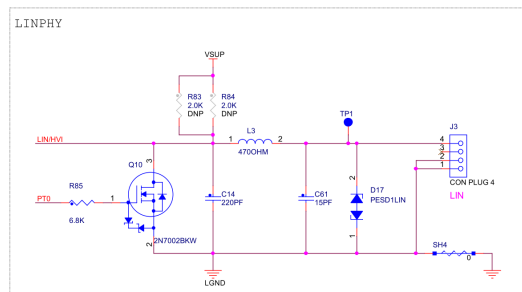 LINPHY
VSUP
R83
2.0K
DNP
R84
2.0K
DNP
TP1
J3
LIN/HVI
1
L3
2
470OHM
4
3
2
1
CON PLUG 4
LIN
Q10
3
R85
PT0
1
6.8K
2N7002BKW
2
C14
220PF
C61
15PF
2
D17
PESD1LIN
1
SH4
0
LGND